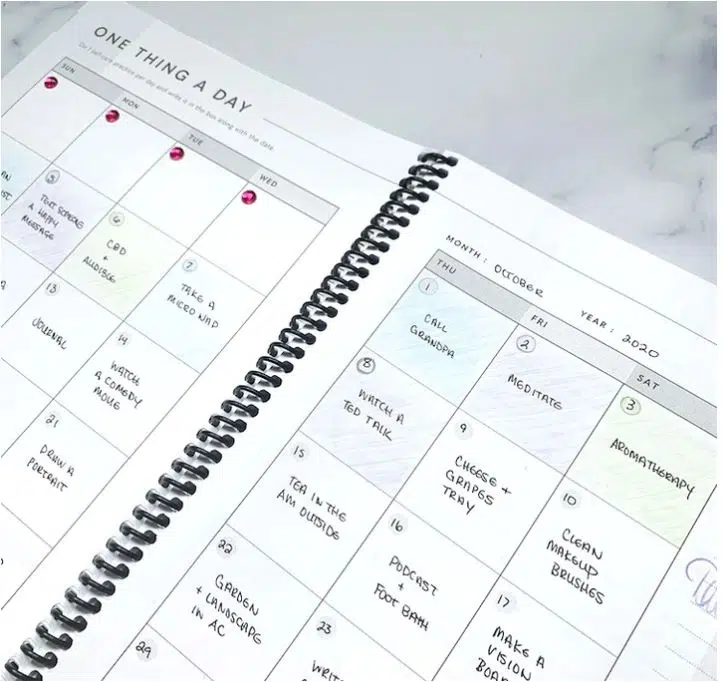 ONE THING A DAY
Do 1 self-care practice per day and write it in the box along with the date
SUN
MON
TUE
WED
5
TEXT SOMEONE
A HAPPY
MESSAGE
6
CBD
+
AUDIBLE
7
TAKE A
MICRO NAP
13
JOURNAL
14
WATCH
A COMEDY
MOVIE
21
DRAW A
PORTRAIT
MONTH: OCTOBER
YEAR: 2020
THU
FRI
SAT
1
CALL
GRANDPA
2
MEDITATE
3
AROMATHERAPY
8
WATCH A
TED TALK
9
CHEESE +
GRAPES
TRAY
10
CLEAN
MAKEUP
BRUSHES
15
TEA IN THE
AM OUTSIDE
16
PODCAST
+
FOOT BATH
17
MAKE A
VISION
22
GARDEN
+ LANDSCAPE
IN AC
23
29